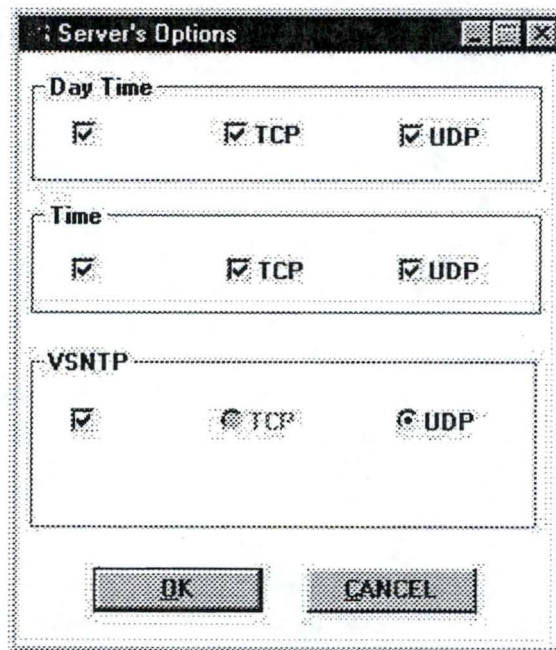 Server's Options
Day Time
TCP UDP
Time
TCP UDP
VSNTP
TCP UDP
OK CANCEL